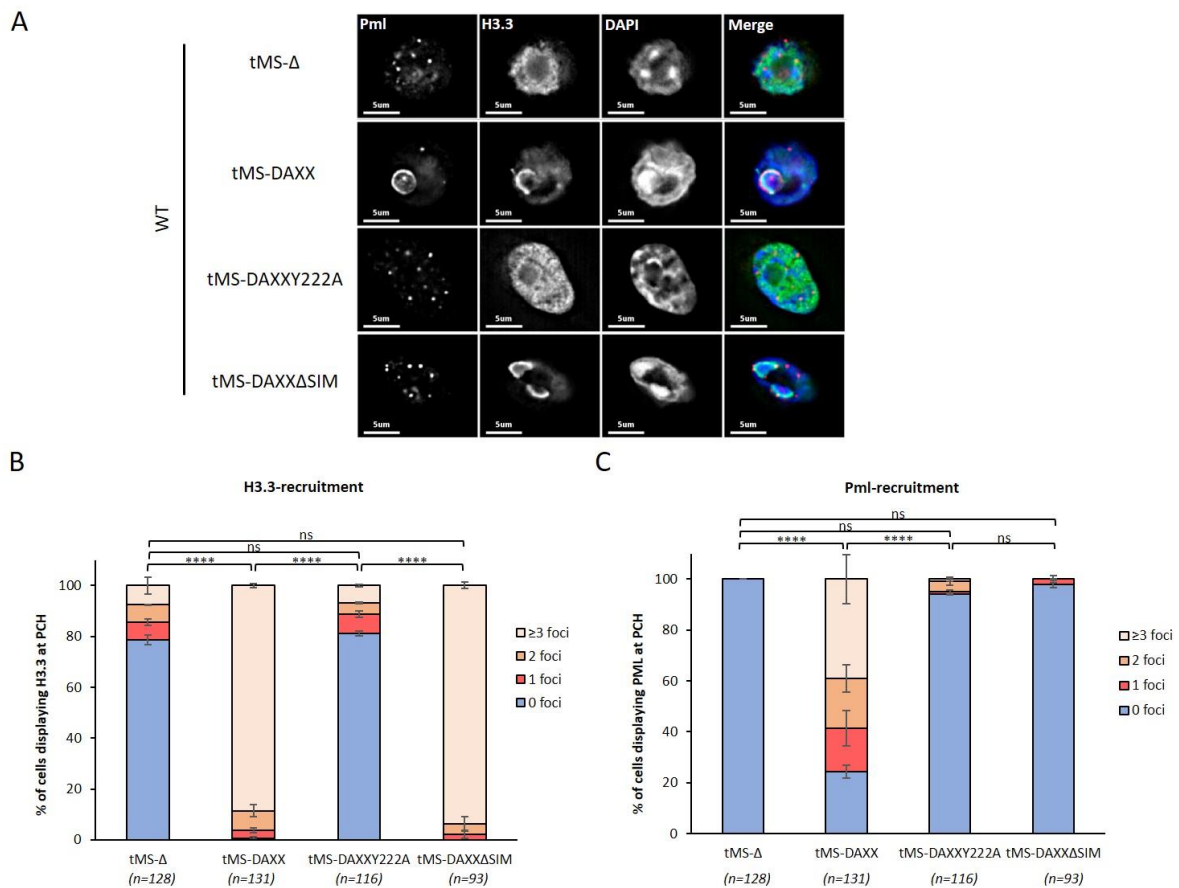 A
Pml H3.3 DAPI Merge
WT
tMS-Δ
5um 5um 5um 5um
tMS-DAXX
5um 5um 5um 5um
tMS-DAXXY222A
5um 5um 5um 5um
tMS-DAXXΔSIM
5um 5um 5um 5um
B
H3.3-recruitment
ns
ns
**** **** ****
% of cells displaying H3.3 at PCH
100
80
60
40
20
0
≥3 foci
2 foci
1 foci
0 foci
tMS-Δ tMS-DAXX tMS-DAXXY222A tMS-DAXXΔSIM
(n=128) (n=131) (n=116) (n=93)
C
Pml-recruitment
ns
ns
**** **** ns
% of cells displaying PML at PCH
100
80
60
40
20
0
≥3 foci
2 foci
1 foci
0 foci
tMS-Δ tMS-DAXX tMS-DAXXY222A tMS-DAXXΔSIM
(n=128) (n=131) (n=116) (n=93)